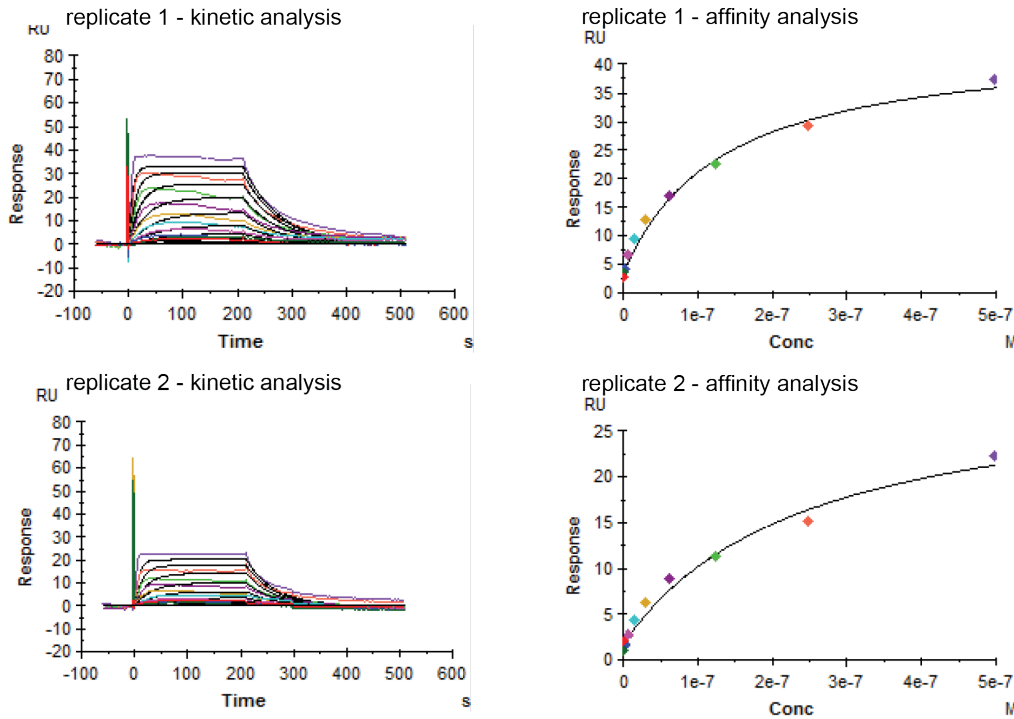 replicate 1 - kinetic analysis
RU
80
70
60
50
40
30
20
10
0
-10
-20
Response
-100 0 100 200 300 400 500 600
Time s
replicate 1 - affinity analysis
RU
40
35
30
25
20
15
10
5
0
Response
0 1e-7 2e-7 3e-7 4e-7 5e-7
Conc M
replicate 2 - kinetic analysis
RU
80
70
60
50
40
30
20
10
0
-10
-20
Response
-100 0 100 200 300 400 500 600
Time s
replicate 2 - affinity analysis
RU
25
20
15
10
5
0
Response
0 1e-7 2e-7 3e-7 4e-7 5e-7
Conc M